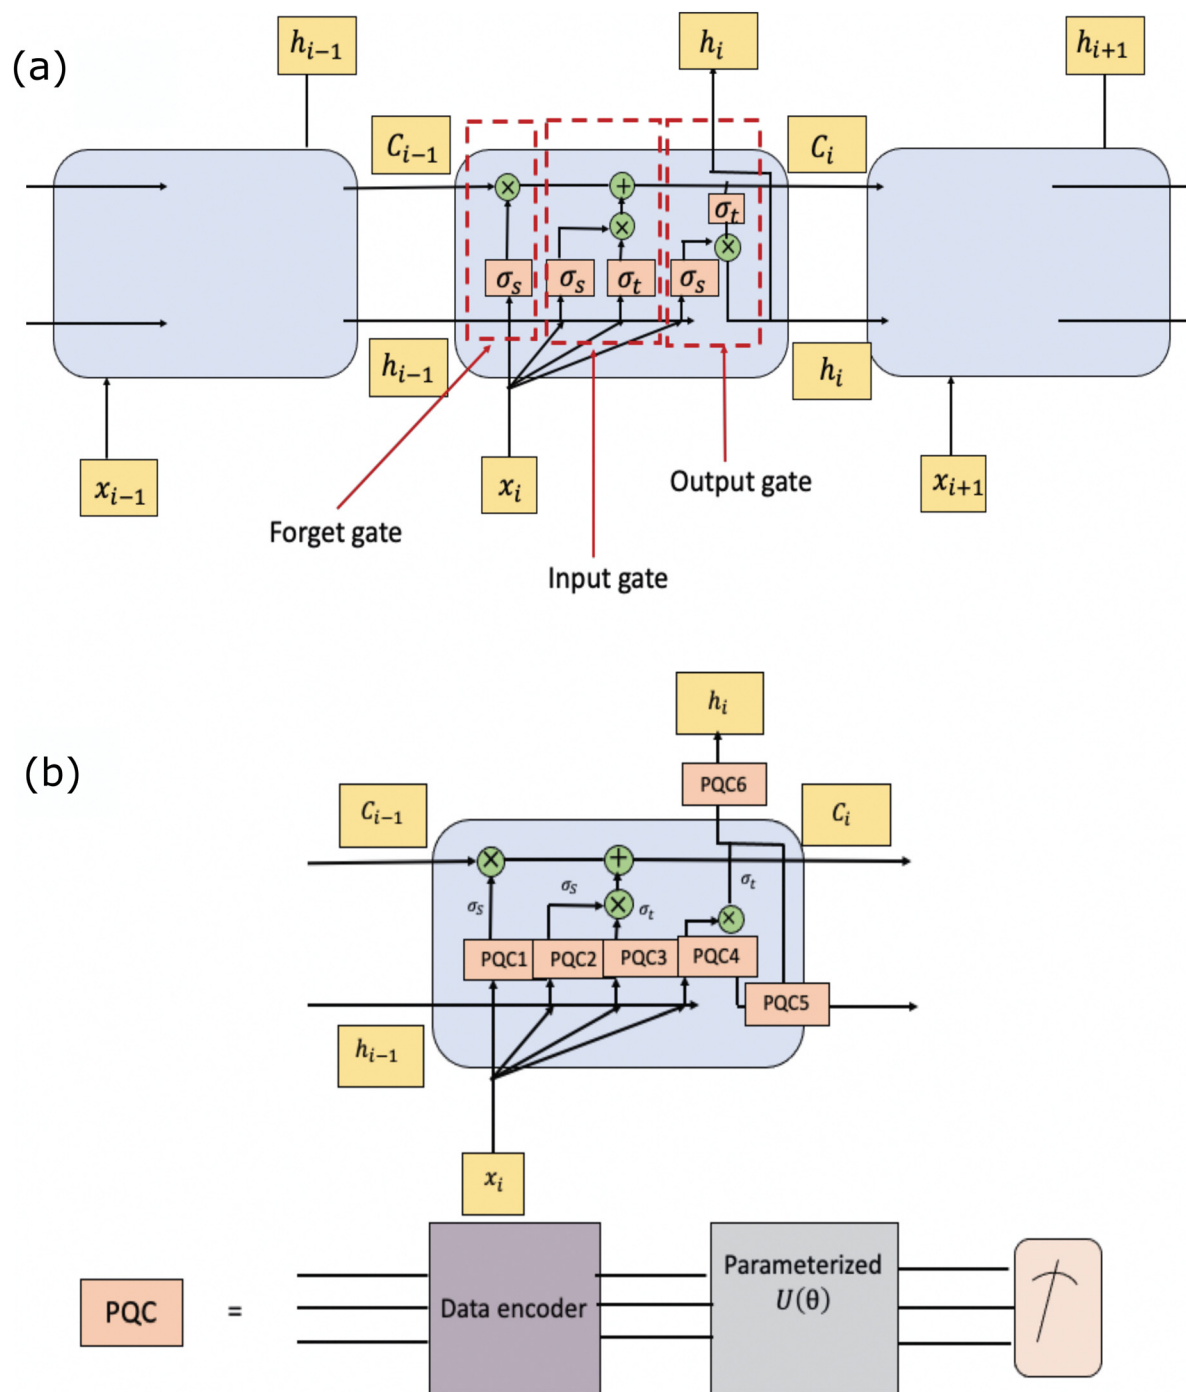 (a)
h_{i−1}
h_i
h_{i+1}
C_{i−1}
C_i
×
+
σ_t
×
×
σ_s
σ_s
σ_t
σ_s
h_{i−1}
h_i
x_{i−1}
x_i
x_{i+1}
Output gate
Forget gate
Input gate
(b)
h_i
PQC6
C_{i−1}
C_i
×
+
σ_s
σ_s
×
σ_t
σ_t
×
PQC1
PQC2
PQC3
PQC4
PQC5
h_{i−1}
x_i
PQC
=
Data encoder
Parameterized
U(θ)